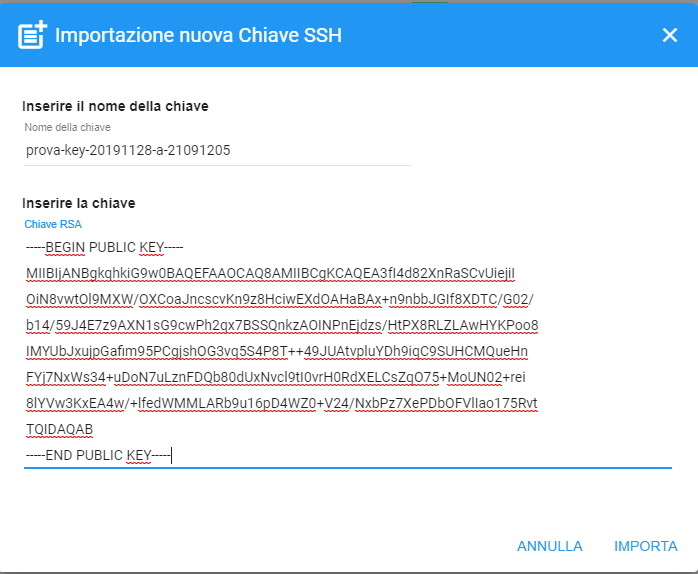 Importazione nuova Chiave SSH
Inserire il nome della chiave
Nome della chiave
prova-key-20191128-a-21091205
Inserire la chiave
Chiave RSA
-----BEGIN PUBLIC KEY-----
MIIBIjANBgkqhkiG9w0BAQEFAAOCAQ8AMIIBCgKCAQEA3fI4d82XnRaSCvUiejiI
OiN8vwtOl9MXW/OXCoaJncscvKn9z8HciwEXdOAHaBAx+n9nbbJGIf8XDTC/G02/
b14/59J4E7z9AXN1sG9cwPh2qx7BSSQnkzAOINPnEjdzs/HtPX8RLZLAwHYKPoo8
IMYUbJxujpGafim95PCgjshOG3vq5S4P8T++49JUAtvpluYDh9iqC9SUHCMQueHn
FYj7NxWs34+uDoN7uLznFDQb80dUxNvcl9tI0vrH0RdXELCsZqO75+MoUN02+rei
8lYVw3KxEA4w/+lfedWMMLARb9u16pD4WZ0+V24/NxbPz7XePDbOFVlIao175Rvt
TQIDAQAB
-----END PUBLIC KEY-----
ANNULLA
IMPORTA